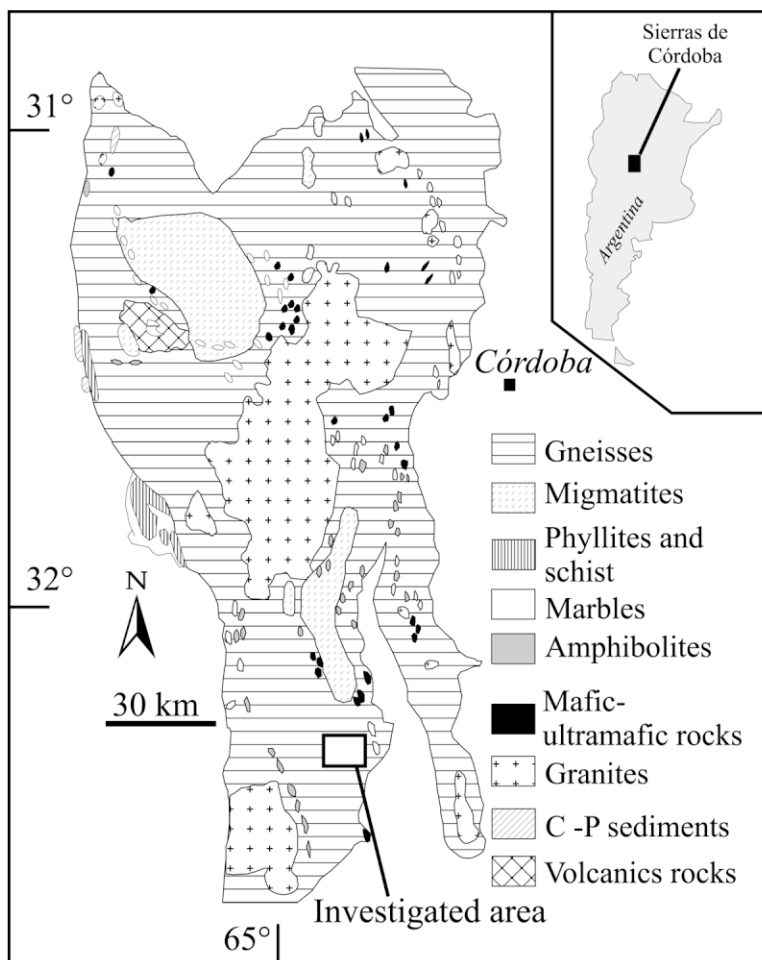 Sierras de
Córdoba
31°
Argentina
Córdoba
Gneisses
Migmatites
Phyllites and
schist
32°
Marbles
N
Amphibolites
30 km
Mafic-
ultramafic rocks
Granites
C -P sediments
Volcanics rocks
Investigated area
65°